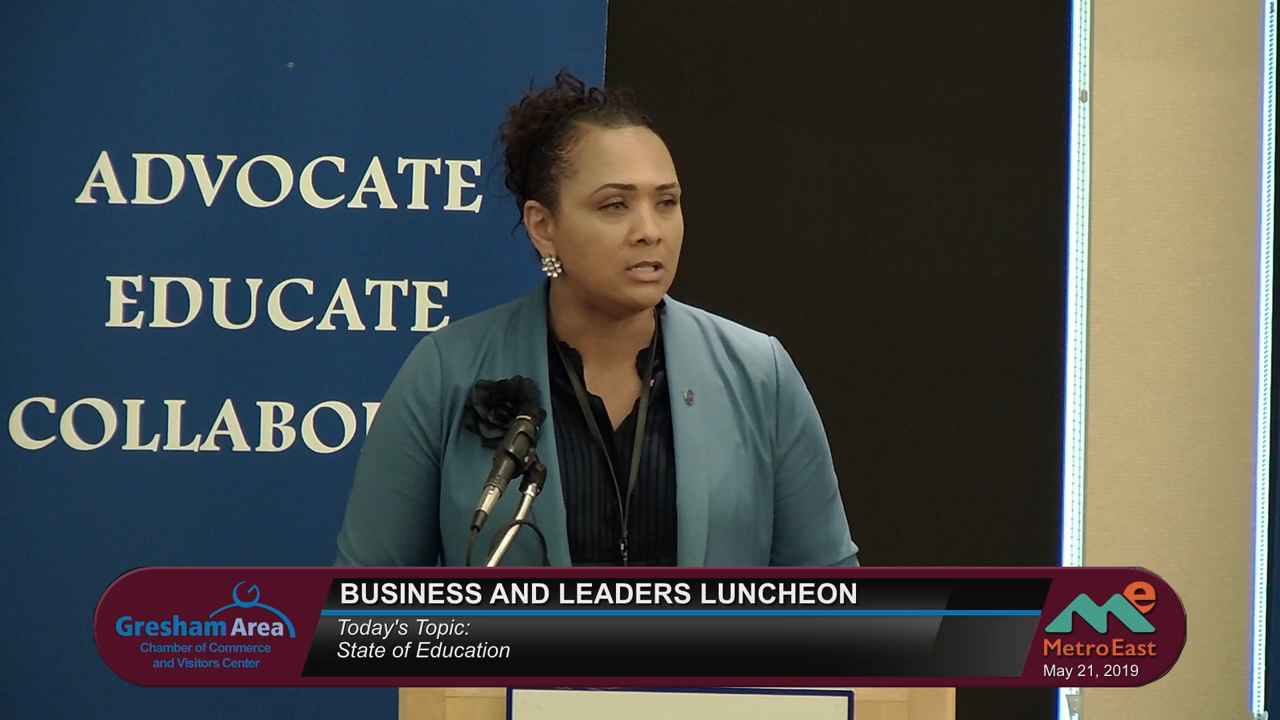 ADVOCATE
EDUCATE
COLLABO
BUSINESS AND LEADERS LUNCHEON
Today's Topic:
State of Education
Gresham Area
Chamber of Commerce
and Visitors Center
Me
MetroEast
May 21, 2019